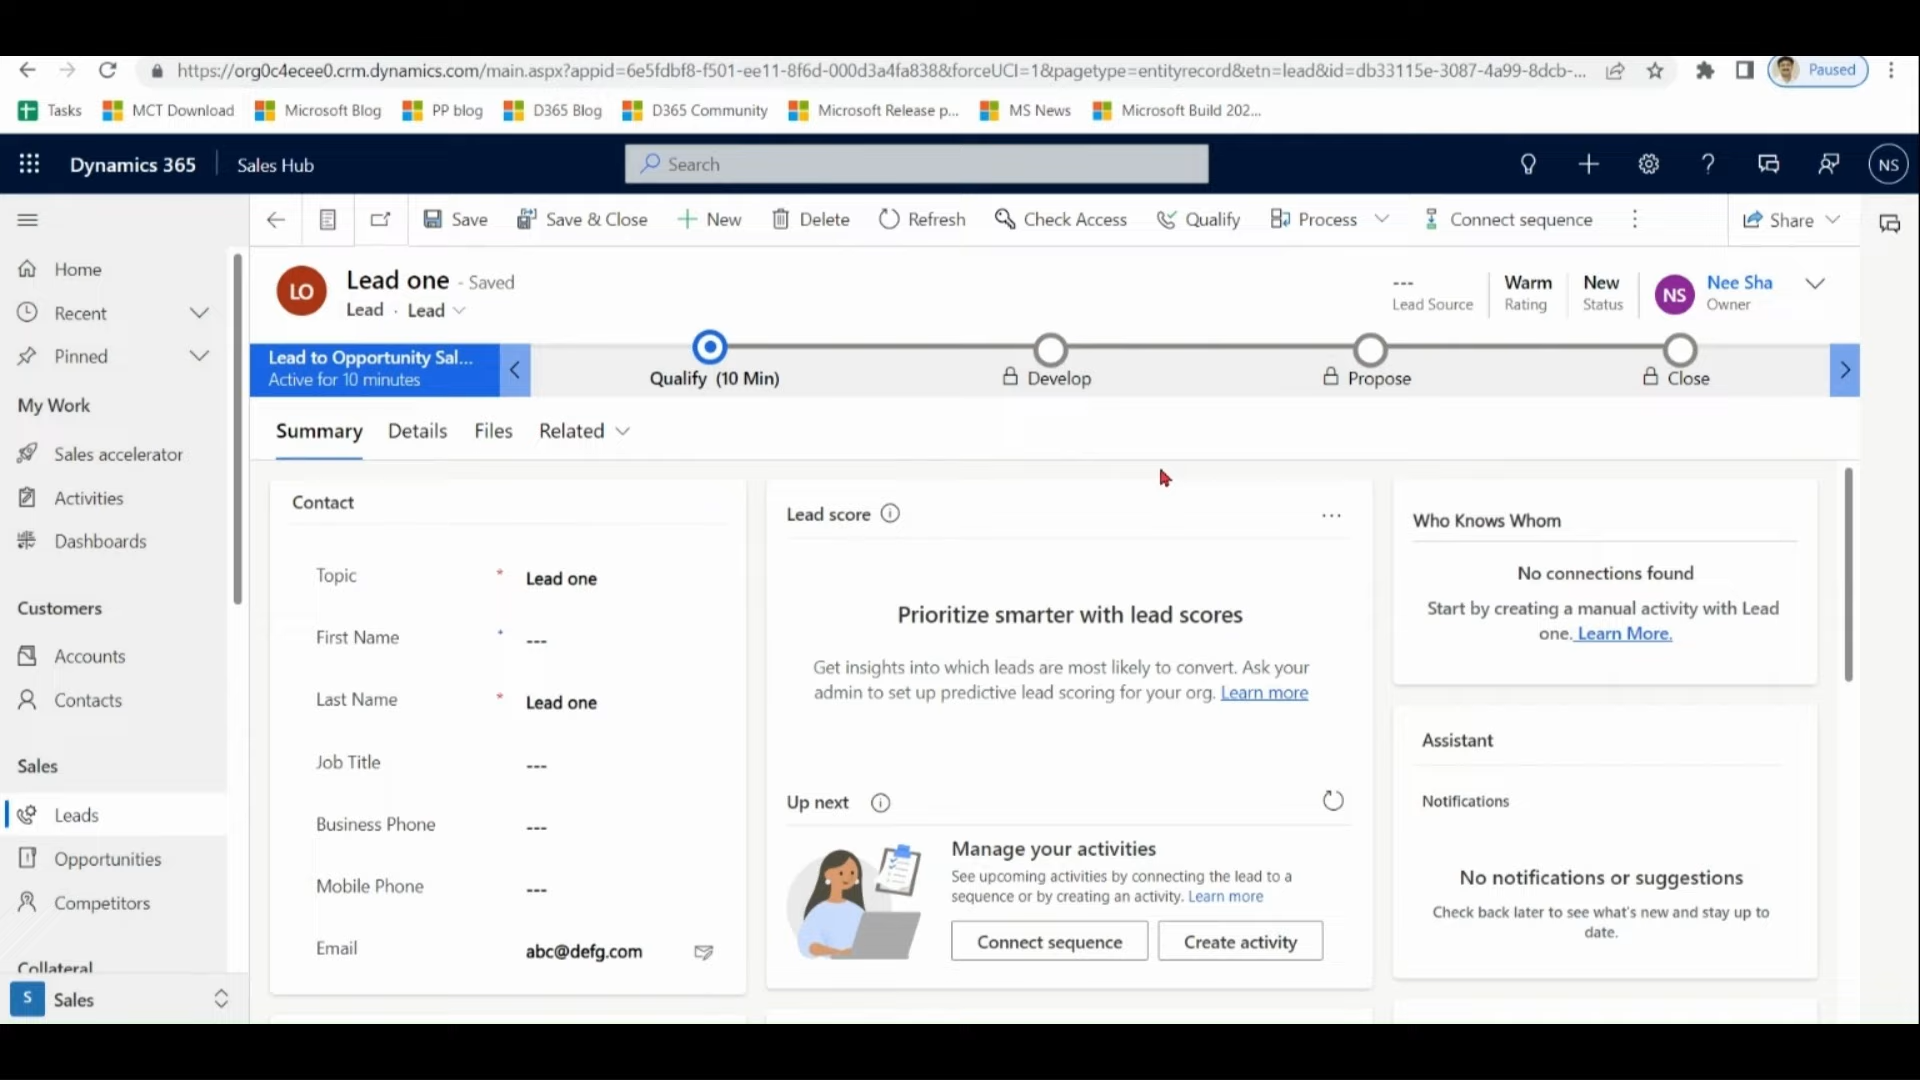 https://org0c4ecee0.crm.dynamics.com/main.aspx?appid=6e5fdbf8-f501-ee11-8f6d-000d3a4fa838&forceUCI=1&pagetype=entityrecord&etn=lead&id=db33115e-3087-4a99-8dcb-... Paused
Tasks MCT Download Microsoft Blog PP blog D365 Blog D365 Community Microsoft Release p... MS News Microsoft Build 202...
Dynamics 365 Sales Hub Search NS
Save Save & Close New Delete Refresh Check Access Qualify Process Connect sequence Share
Home
Recent
Pinned
My Work
Sales accelerator
Activities
Dashboards
Customers
Accounts
Contacts
Sales
Leads
Opportunities
Competitors
Collateral
S Sales
LO Lead one - Saved
Lead · Lead
---
Lead Source
Warm
Rating
New
Status
NS Nee Sha
Owner
Lead to Opportunity Sal...
Active for 10 minutes
Qualify (10 Min) Develop Propose Close
Summary Details Files Related
Contact
Topic * Lead one
First Name * ---
Last Name * Lead one
Job Title ---
Business Phone ---
Mobile Phone ---
Email abc@defg.com
Lead score
Prioritize smarter with lead scores
Get insights into which leads are most likely to convert. Ask your
admin to set up predictive lead scoring for your org. Learn more
Up next
Manage your activities
See upcoming activities by connecting the lead to a
sequence or by creating an activity. Learn more
Connect sequence Create activity
Who Knows Whom
No connections found
Start by creating a manual activity with Lead
one. Learn More.
Assistant
Notifications
No notifications or suggestions
Check back later to see what's new and stay up to
date.